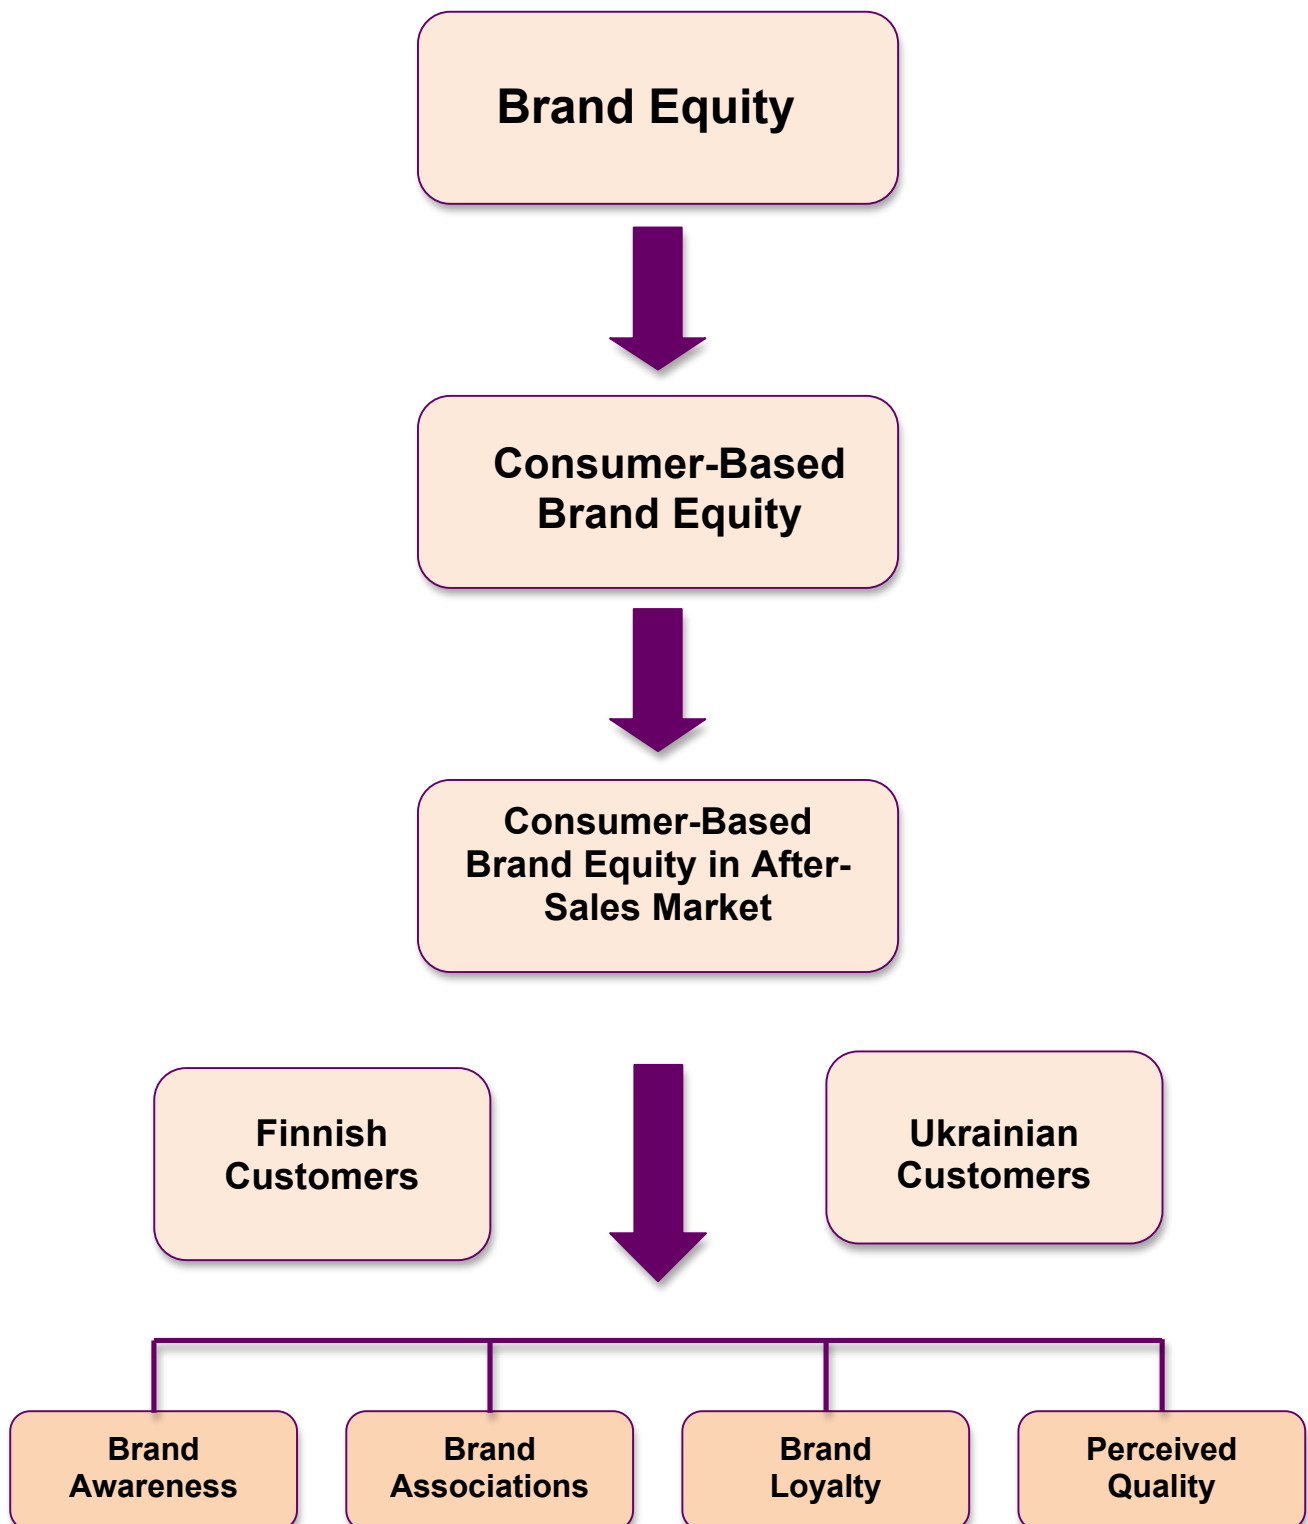 Brand Equity
Consumer-Based
Brand Equity
Consumer-Based
Brand Equity in After-
Sales Market
Finnish
Customers
Ukrainian
Customers
Brand
Awareness
Brand
Associations
Brand
Loyalty
Perceived
Quality